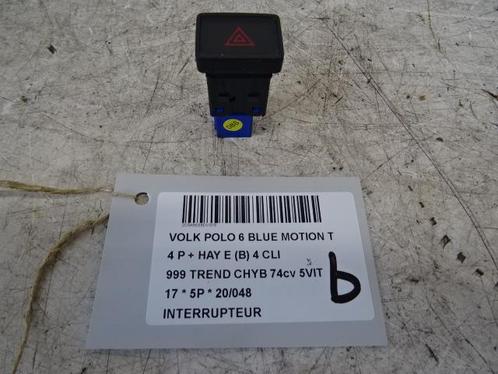 VOLK POLO 6 BLUE MOTION T
4 P + HAY E (B) 4 CLI
999 TREND CHYB 74cv 5VIT
17 * 5P * 20/048
INTERRUPTEUR
b